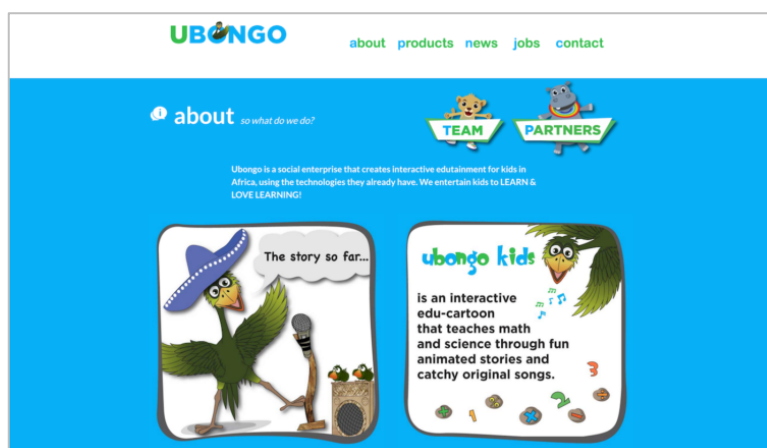 UBONGO
about products news jobs contact
about so what do we do?
TEAM PARTNERS
Ubongo is a social enterprise that creates interactive edutainment for kids in
Africa, using the technologies they already have. We entertain kids to LEARN &
LOVE LEARNING!
The story so far...
ubongo kids
is an interactive
edu-cartoon
that teaches math
and science through fun
animated stories and
catchy original songs.